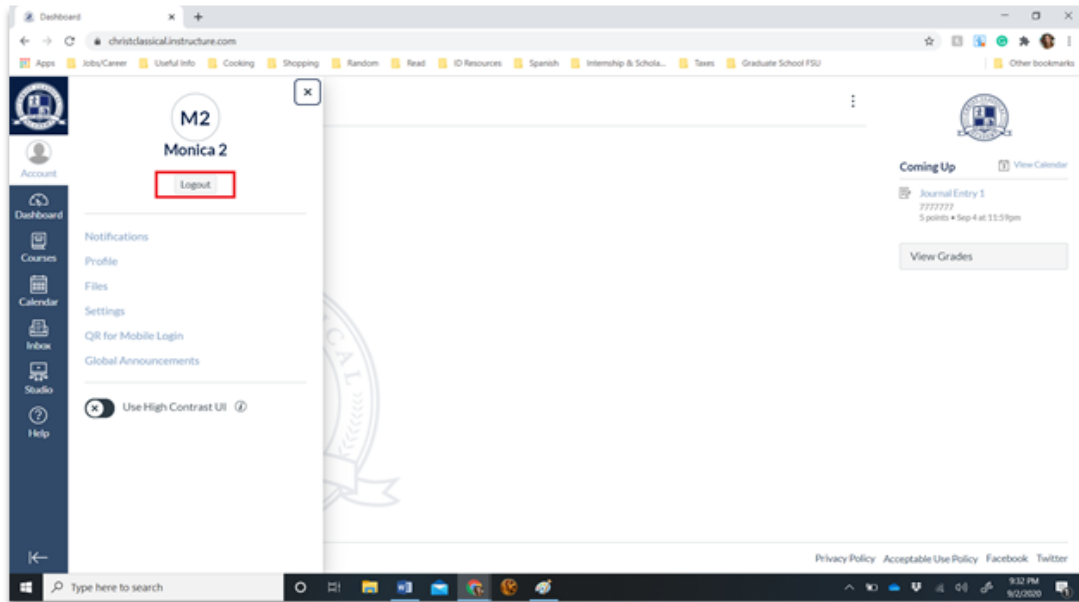 Dashboard
christclassical.instructure.com
Apps Jobs/Career Useful Info Cooking Shopping Random Read ID Resources Spanish Internship & Schola... Taxes Graduate School FSU Other bookmarks
M2
Monica 2
Logout
Notifications
Profile
Files
Settings
QR for Mobile Login
Global Announcements
Use High Contrast UI
Account
Dashboard
Courses
Calendar
Inbox
Studio
Help
Coming Up View Calendar
Journal Entry 1
7777777
5 points • Sep 4 at 11:59pm
View Grades
Privacy Policy Acceptable Use Policy Facebook Twitter
Type here to search
9:32 PM
9/2/2020